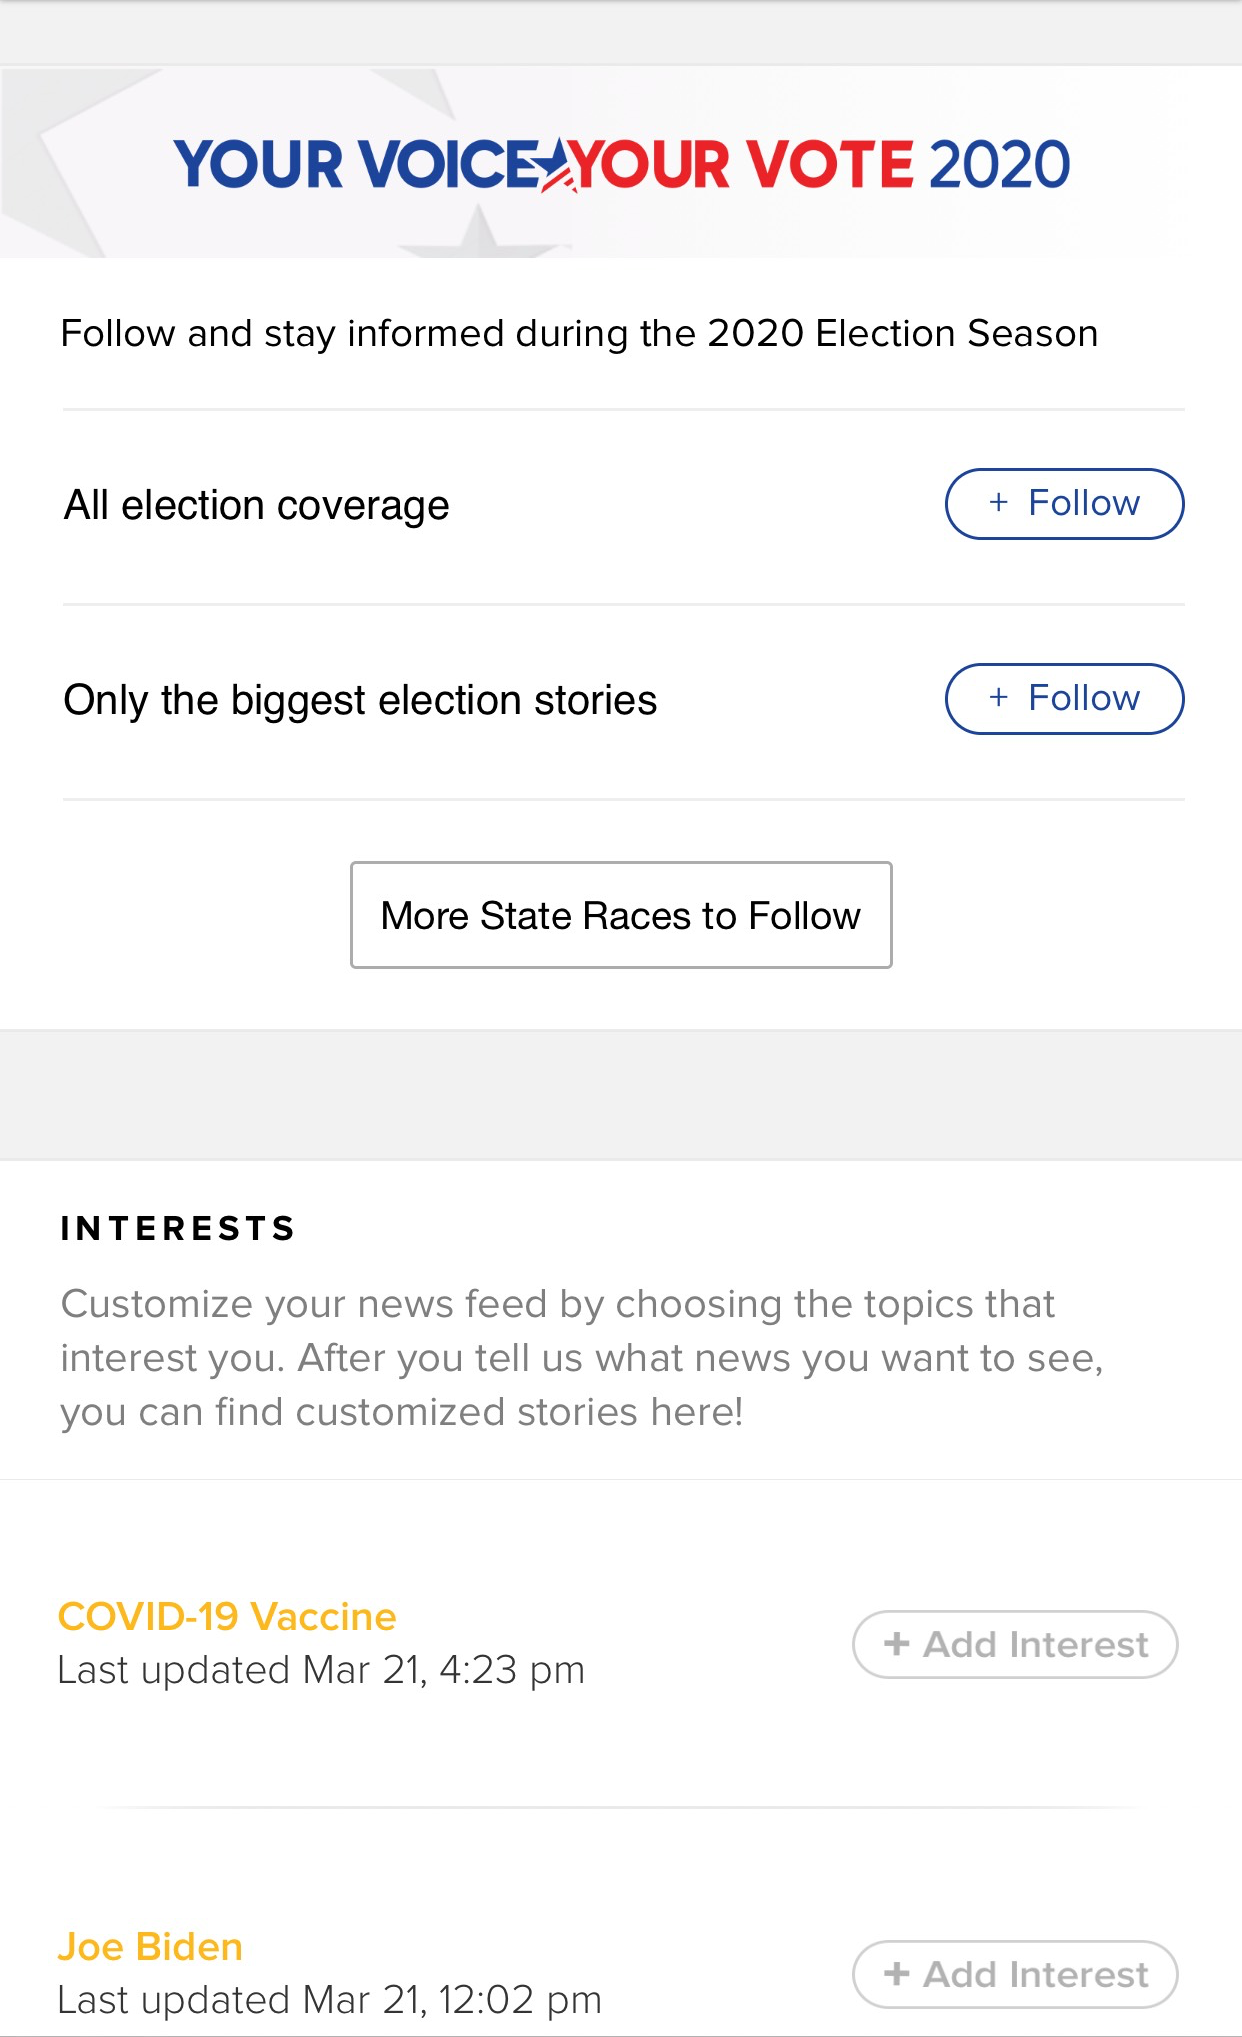 YOUR VOICE YOUR VOTE 2020
Follow and stay informed during the 2020 Election Season
All election coverage
+ Follow
Only the biggest election stories
+ Follow
More State Races to Follow
INTERESTS
Customize your news feed by choosing the topics that
interest you. After you tell us what news you want to see,
you can find customized stories here!
COVID-19 Vaccine
Last updated Mar 21, 4:23 pm
+ Add Interest
Joe Biden
Last updated Mar 21, 12:02 pm
+ Add Interest